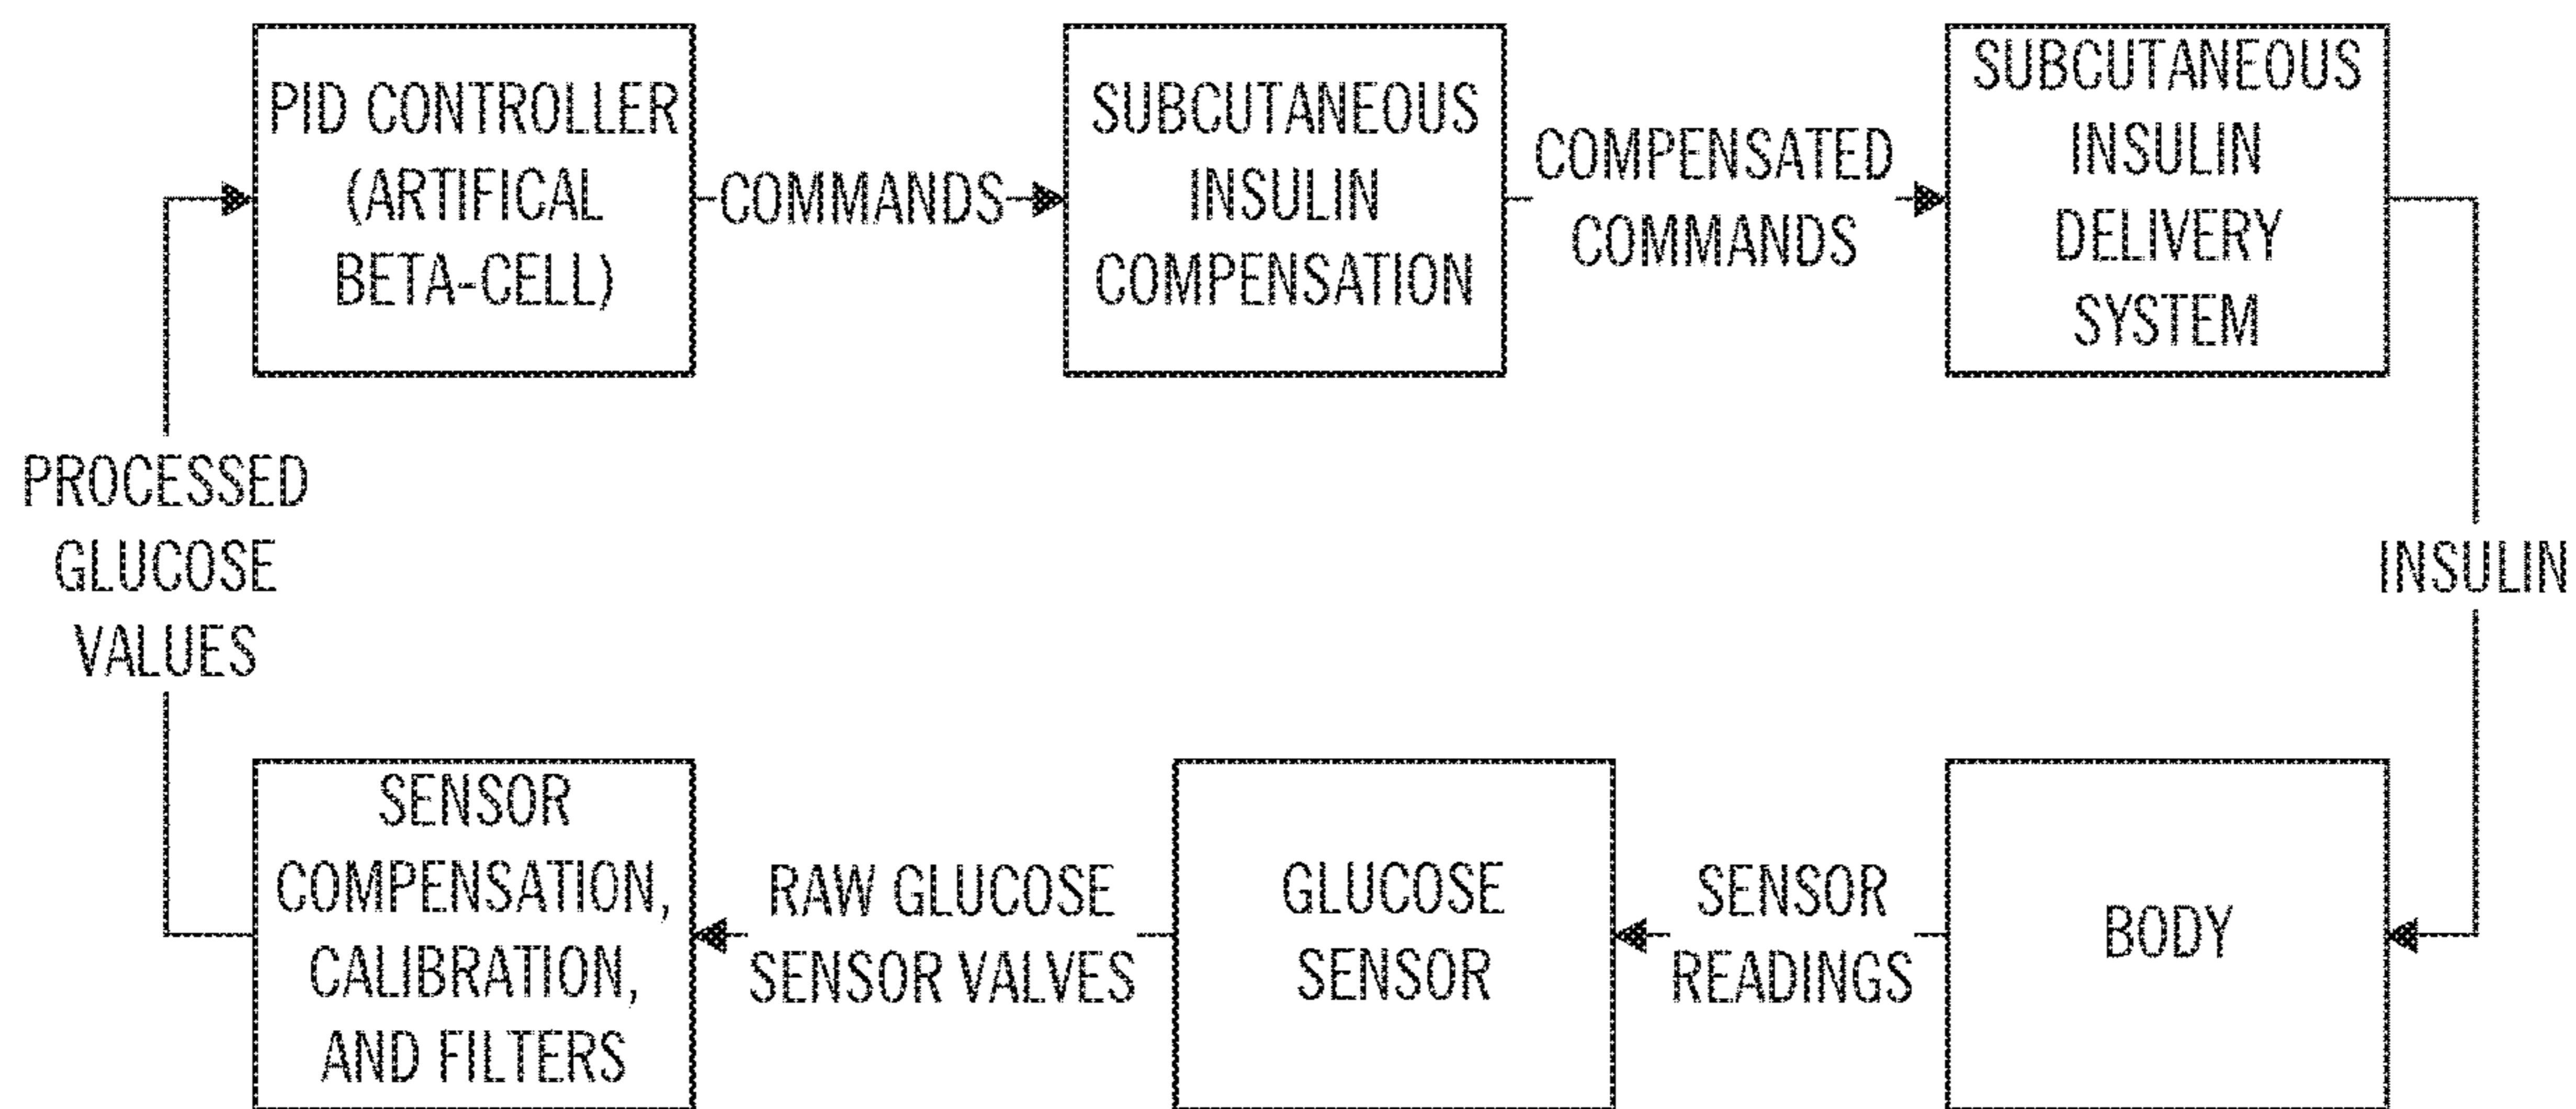 PID CONTROLLER
(ARTIFICAL
BETA-CELL)
COMMANDS
SUBCUTANEOUS
INSULIN
COMPENSATION
COMPENSATED
COMMANDS
SUBCUTANEOUS
INSULIN
DELIVERY
SYSTEM
PROCESSED
GLUCOSE
VALUES
INSULIN
SENSOR
COMPENSATION,
CALIBRATION,
AND FILTERS
RAW GLUCOSE
SENSOR VALVES
GLUCOSE
SENSOR
SENSOR
READINGS
BODY